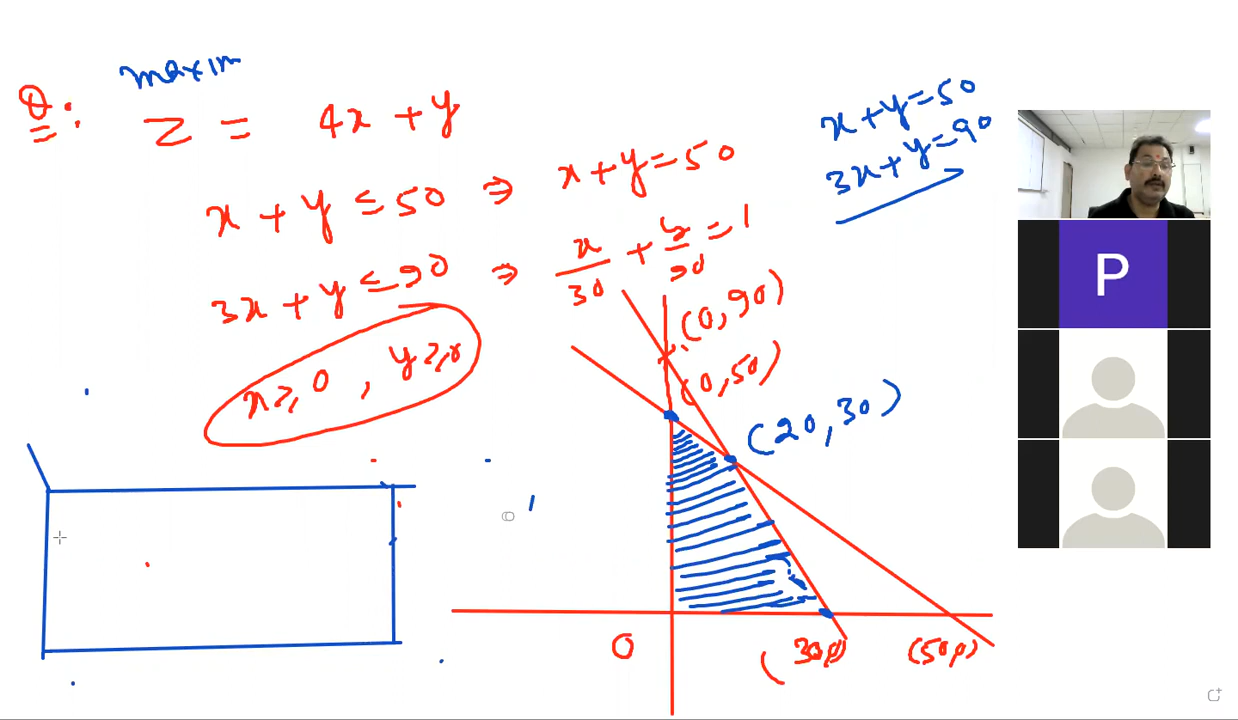 maxim
Q: Z = 4x + y
x + y ≤ 50 ⇒ x + y = 50
3x + y ≤ 90 ⇒ x/30 + y/90 = 1
x ≥, 0 , y ≥, 0
x + y = 50
3x + y = 90
(0, 90)
(0, 50)
(20, 30)
0
(30,0)
(50,0)
P